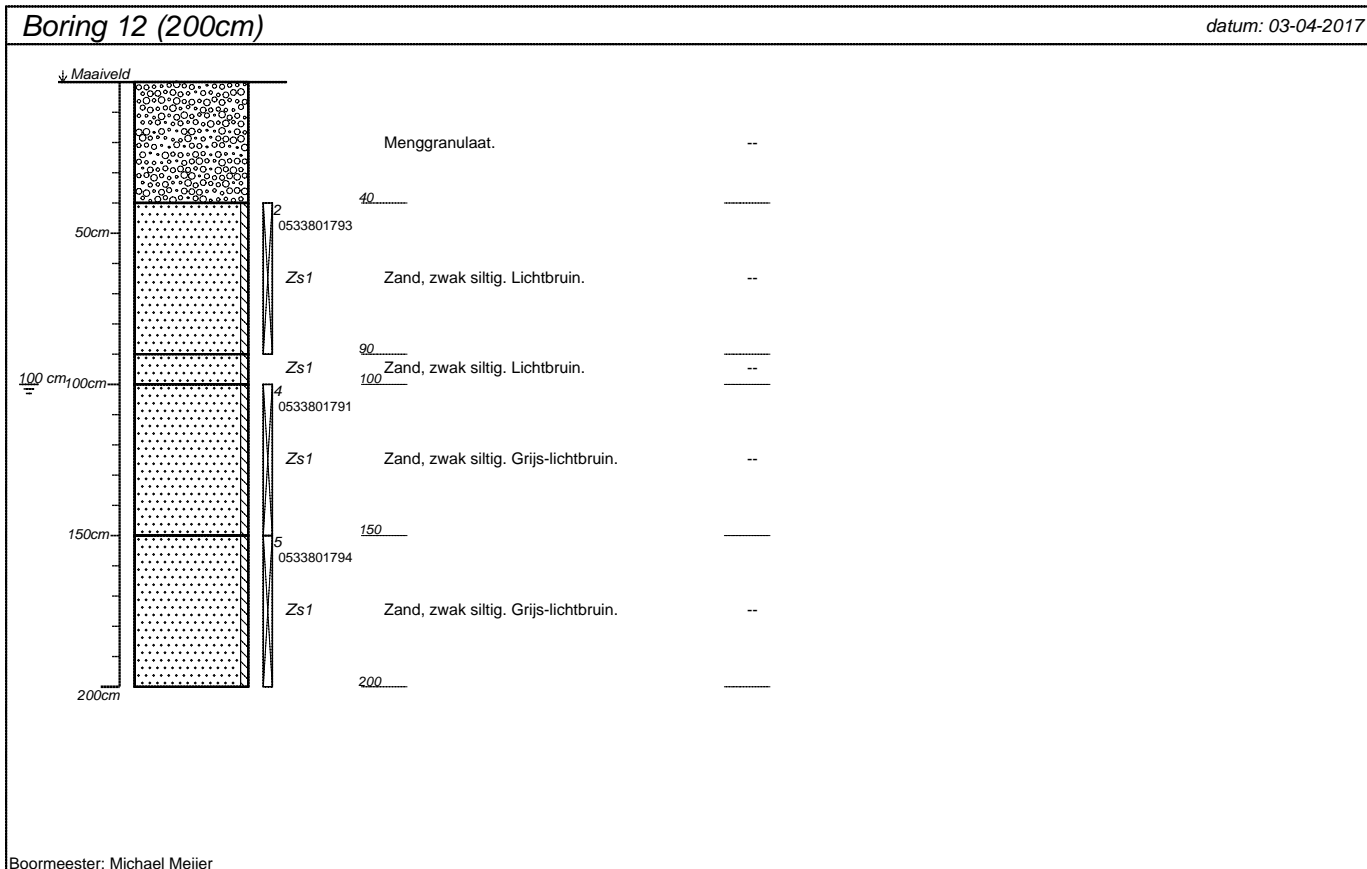 Boring 12 (200cm)
datum: 03-04-2017
Maaiveld
Menggranulaat. --
40
2
0533801793
50cm
Zs1 Zand, zwak siltig. Lichtbruin. --
90
Zs1 Zand, zwak siltig. Lichtbruin. --
100 cm 100cm
100
4
0533801791
Zs1 Zand, zwak siltig. Grijs-lichtbruin. --
150cm
150
5
0533801794
Zs1 Zand, zwak siltig. Grijs-lichtbruin. --
200cm
200
Boormeester: Michael Meijer